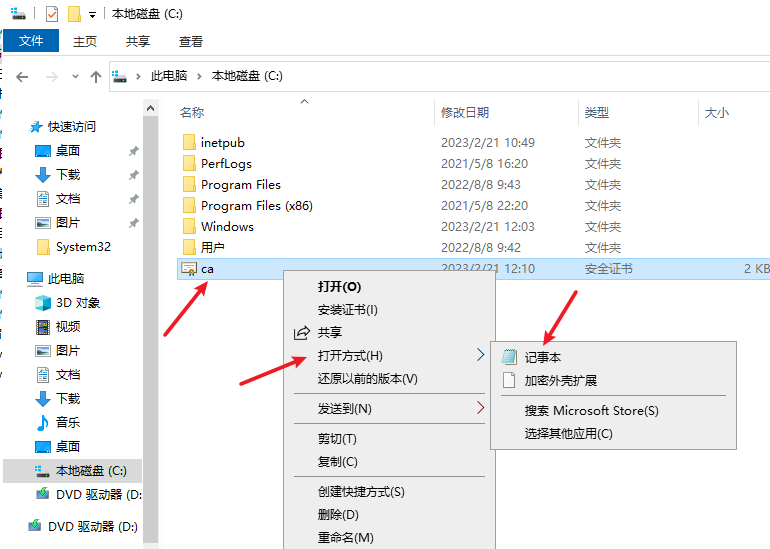 本地磁盘 (C:)
文件 主页 共享 查看
此电脑 本地磁盘 (C:)
名称 修改日期 类型 大小
快速访问
桌面
下载
文档
图片
System32
此电脑
3D 对象
视频
图片
文档
下载
音乐
桌面
本地磁盘 (C:)
DVD 驱动器 (D:
DVD 驱动器 (D:)
inetpub 2023/2/21 10:49 文件夹
PerfLogs 2021/5/8 16:20 文件夹
Program Files 2022/8/8 9:43 文件夹
Program Files (x86) 2021/5/8 22:20 文件夹
Windows 2023/2/21 12:03 文件夹
用户 2022/8/8 9:42 文件夹
ca 2023/2/21 12:10 安全证书 2 KB
打开(O)
安装证书(I)
共享
打开方式(H)
还原以前的版本(V)
发送到(N)
剪切(T)
复制(C)
创建快捷方式(S)
删除(D)
重命名(M)
记事本
加密外壳扩展
搜索 Microsoft Store(S)
选择其他应用(C)